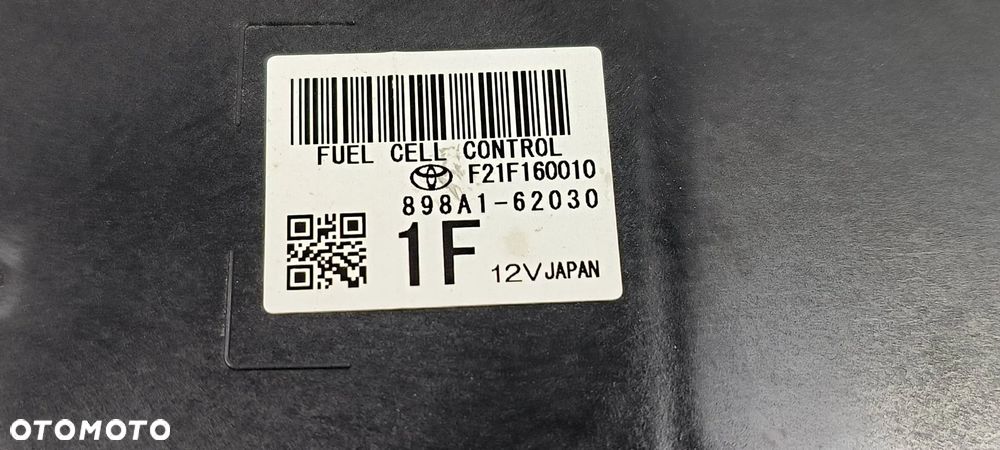 FUEL CELL CONTROL
F21F160010
898A1-62030
1F 12V JAPAN
OTOMOTO